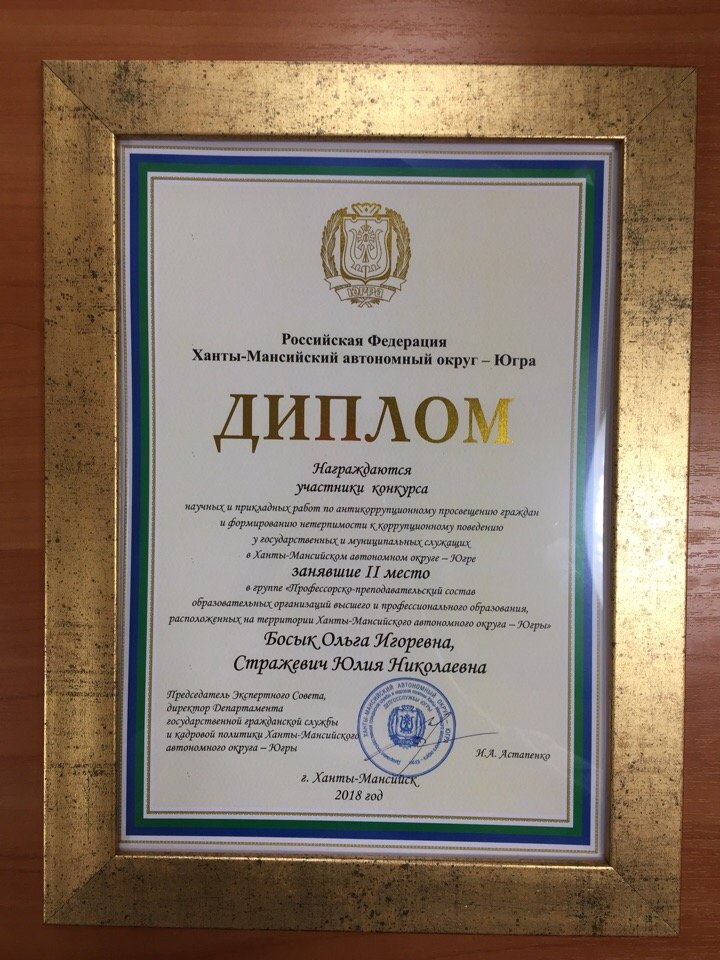 ЮГРА
Российская Федерация
Ханты-Мансийский автономный округ – Югра
ДИПЛОМ
Награждаются
участники конкурса
научных и прикладных работ по антикоррупционному просвещению граждан
и формированию нетерпимости к коррупционному поведению
у государственных и муниципальных служащих
в Ханты-Мансийском автономном округе – Югре
занявшие II место
в группе «Профессорско-преподавательский состав
образовательных организаций высшего и профессионального образования,
расположенных на территории Ханты-Мансийского автономного округа – Югры»
Босык Ольга Игоревна,
Стражевич Юлия Николаевна
Председатель Экспертного Совета,
директор Департамента
государственной гражданской службы
и кадровой политики Ханты-Мансийского
автономного округа – Югры
ХАНТЫ-МАНСИЙСКИЙ АВТОНОМНЫЙ ОКРУГ
Н.А. Астапенко
г. Ханты-Мансийск
2018 год